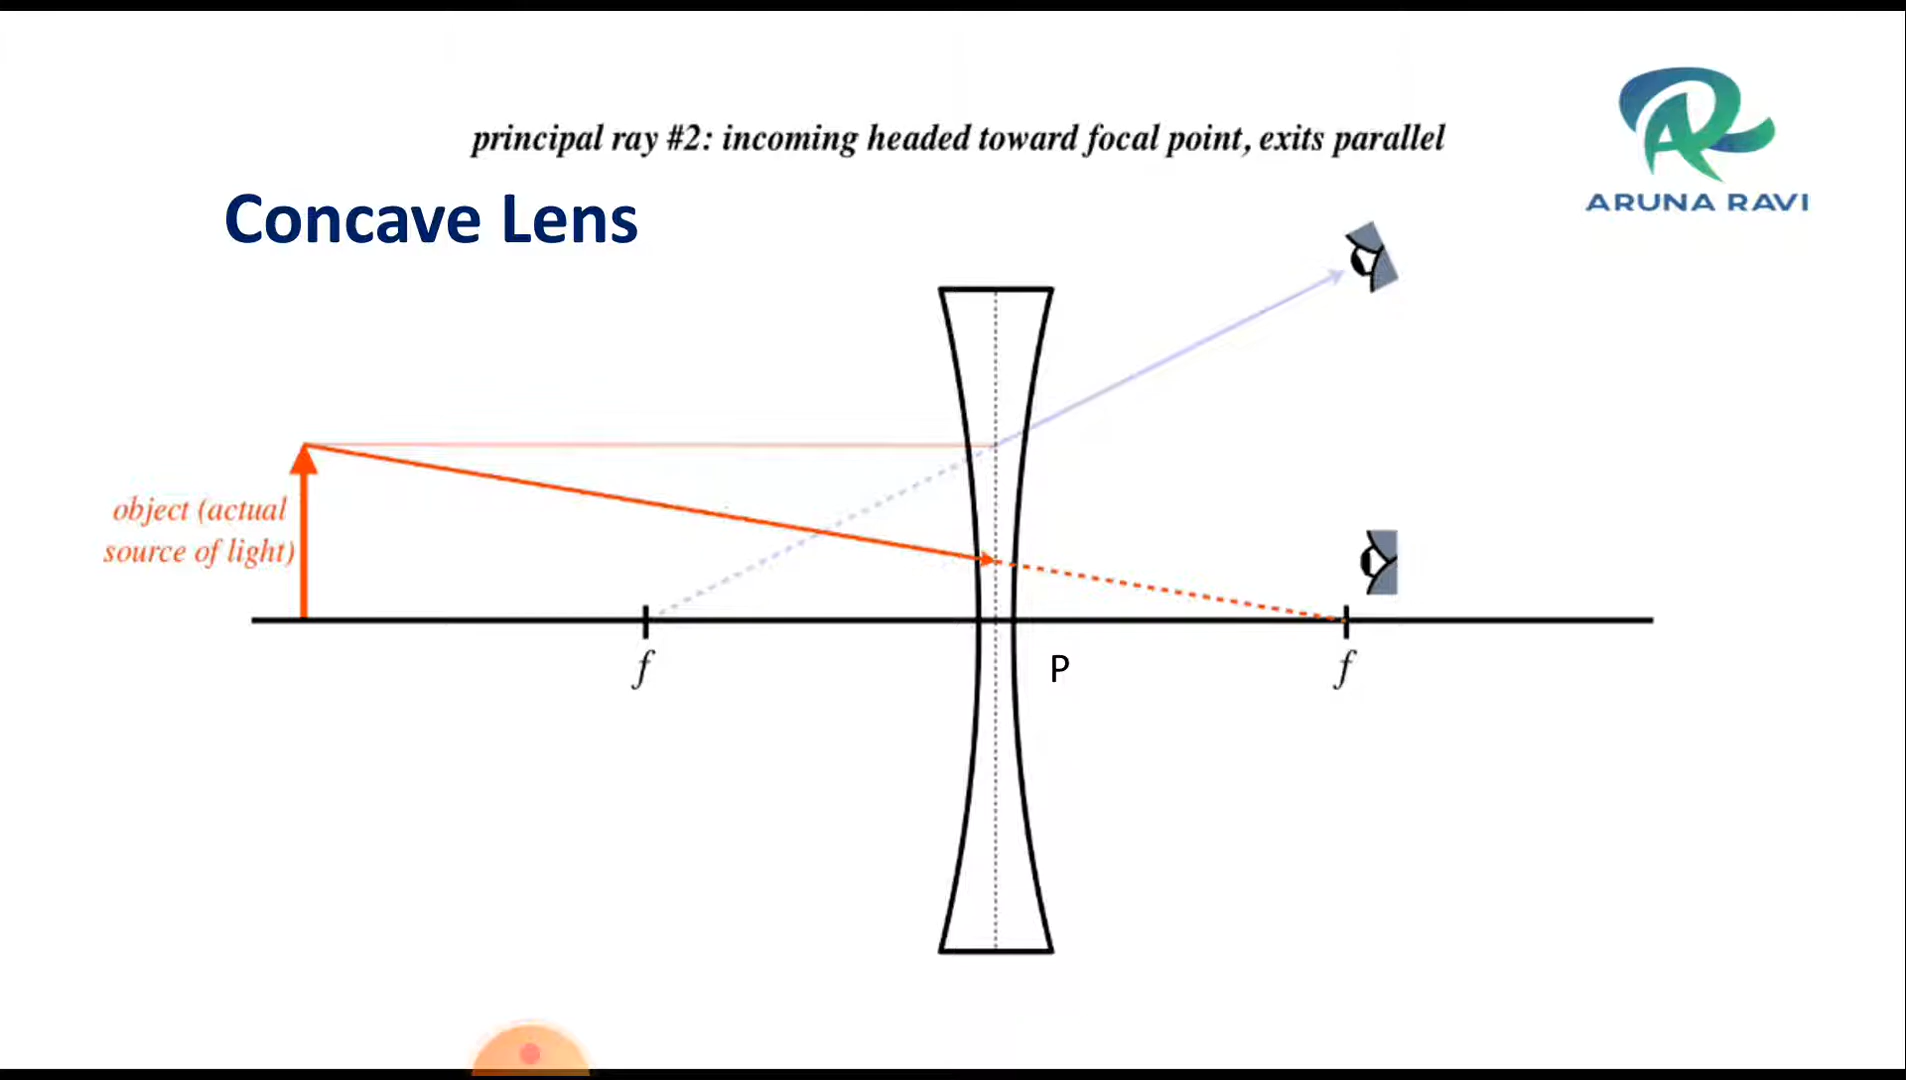 principal ray #2: incoming headed toward focal point, exits parallel
ARUNA RAVI
Concave Lens
object (actual
source of light)
f
P
f